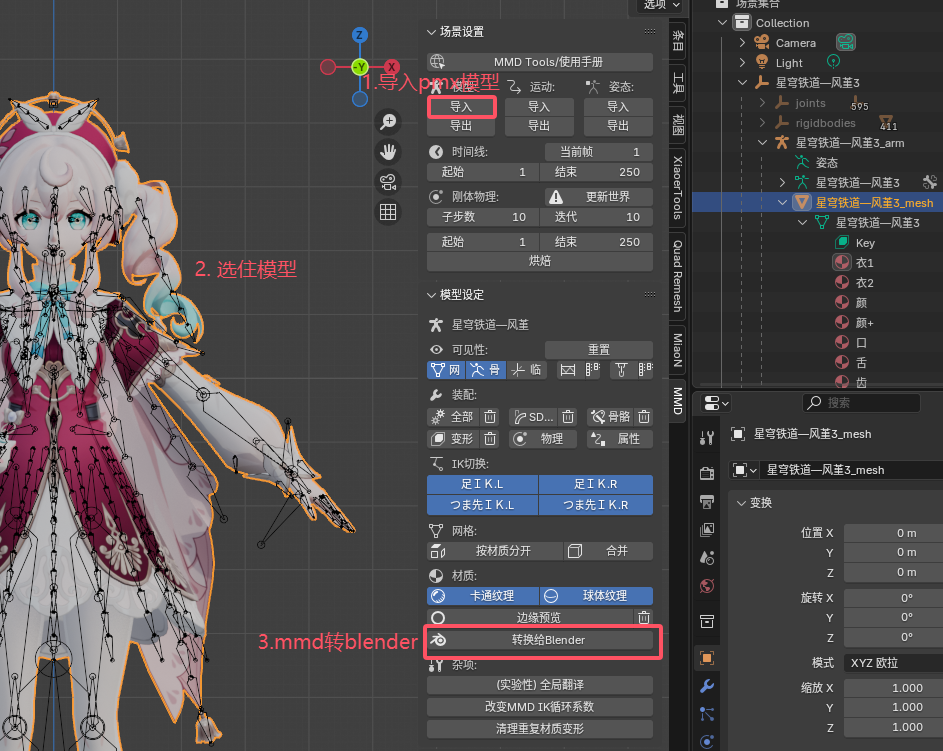 选项
场景集合
Collection
Camera
Light
星穹铁道—风堇3
joints 595
rigidbodies 411
星穹铁道—风堇3_arm
姿态
星穹铁道—风堇3
星穹铁道—风堇3_mesh
星穹铁道—风堇3
Key
衣1
衣2
颜
颜+
口
舌
齿
条目
工具
视图
XiaoerTools
Quad Remesh
MiaoN
MMD
Z
-Y
X
场景设置
MMD Tools/使用手册
1.导入pmx模型
模型: 运动: 姿态:
导入 导入 导入
导出 导出 导出
时间线: 当前帧 1
起始 1 结束 250
刚体物理: 更新世界
子步数 10 迭代 10
起始 1 结束 250
烘焙
2. 选住模型
模型设定
星穹铁道—风堇
可见性: 重置
网 骨 临
装配:
全部 SD... 骨骼
变形 物理 属性
IK切换:
足ＩＫ.L 足ＩＫ.R
つま先ＩＫ.L つま先ＩＫ.R
网格:
按材质分开 合并
材质:
卡通纹理 球体纹理
边缘预览
3.mmd转blender
转换给Blender
杂项:
(实验性) 全局翻译
改变MMD IK循环系数
清理重复材质变形
搜索
星穹铁道—风堇3_mesh
星穹铁道—风堇3_mesh
变换
位置 X 0 m
Y 0 m
Z 0 m
旋转 X 0°
Y 0°
Z 0°
模式 XYZ 欧拉
缩放 X 1.000
Y 1.000
Z 1.000